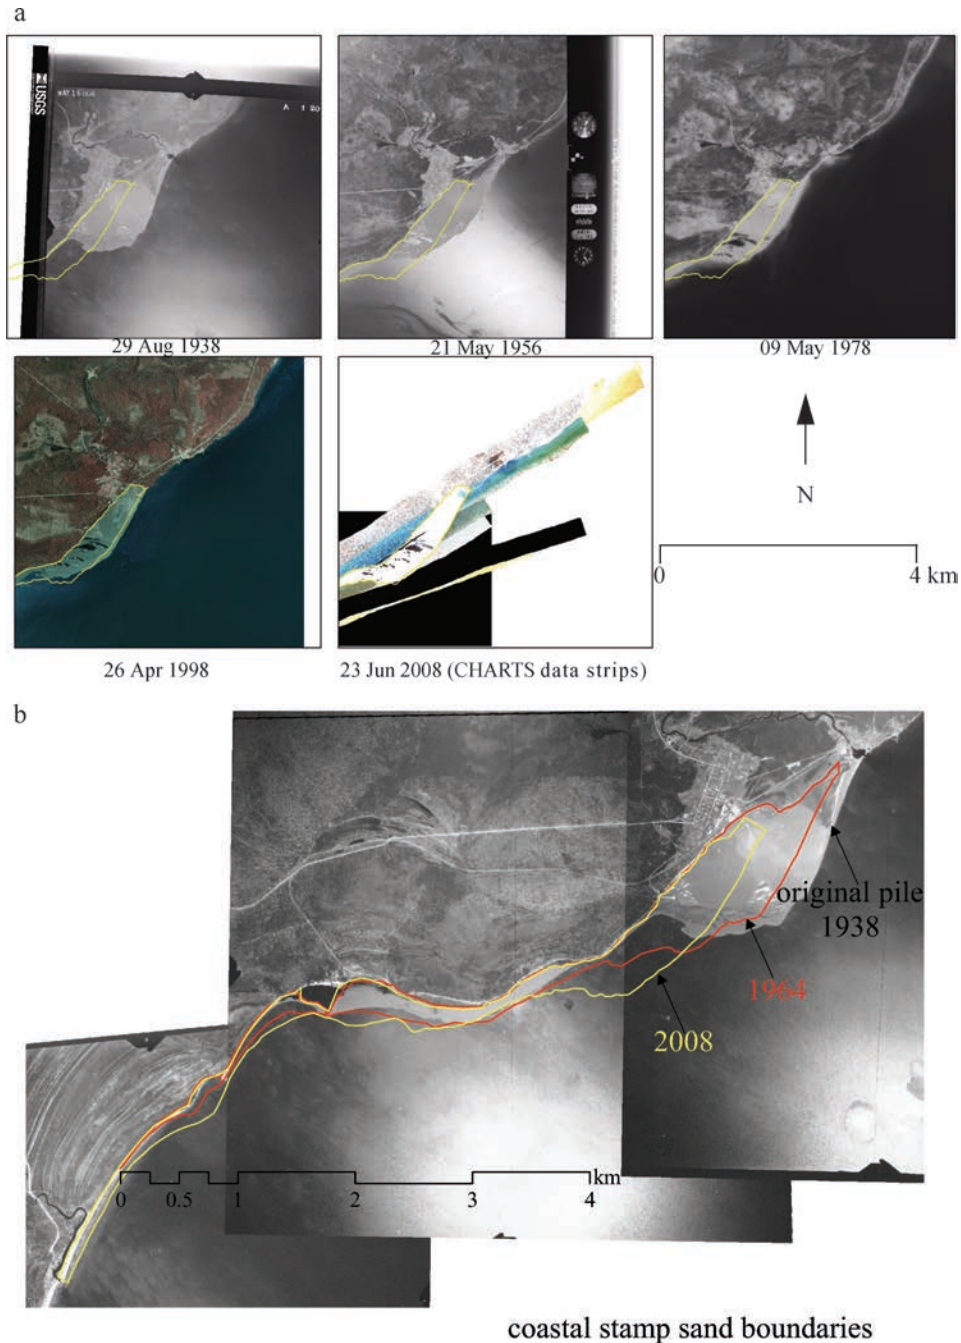 a
USGS
29 Aug 1938
21 May 1956
09 May 1978
N
0
4 km
26 Apr 1998
23 Jun 2008 (CHARTS data strips)
b
original pile
1938
1964
2008
km
0
0.5
1
2
3
4
coastal stamp sand boundaries